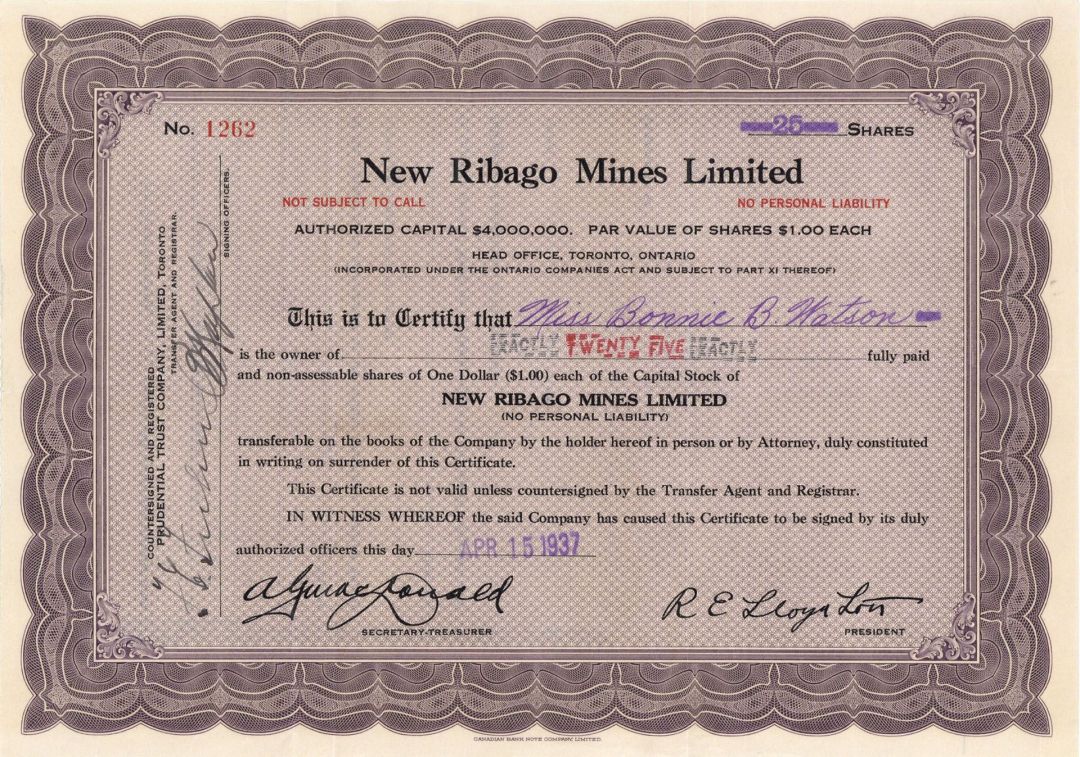 No. 1262
25 SHARES
New Ribago Mines Limited
NOT SUBJECT TO CALL NO PERSONAL LIABILITY
AUTHORIZED CAPITAL $4,000,000. PAR VALUE OF SHARES $1.00 EACH
HEAD OFFICE, TORONTO, ONTARIO
(INCORPORATED UNDER THE ONTARIO COMPANIES ACT AND SUBJECT TO PART XI THEREOF)
This is to Certify that Miss Bonnie B. Watson
is the owner of EXACTLY TWENTY FIVE EXACTLY fully paid
and non-assessable shares of One Dollar ($1.00) each of the Capital Stock of
NEW RIBAGO MINES LIMITED
(NO PERSONAL LIABILITY)
transferable on the books of the Company by the holder hereof in person or by Attorney, duly constituted
in writing on surrender of this Certificate.
This Certificate is not valid unless countersigned by the Transfer Agent and Registrar.
IN WITNESS WHEREOF the said Company has caused this Certificate to be signed by its duly
authorized officers this day APR 15 1937
R E
SECRETARY-TREASURER
PRESIDENT
COUNTERSIGNED AND REGISTERED
PRUDENTIAL TRUST COMPANY, LIMITED, TORONTO
TRANSFER AGENT AND REGISTRAR.
SIGNING OFFICERS.
CANADIAN BANK NOTE COMPANY, LIMITED.